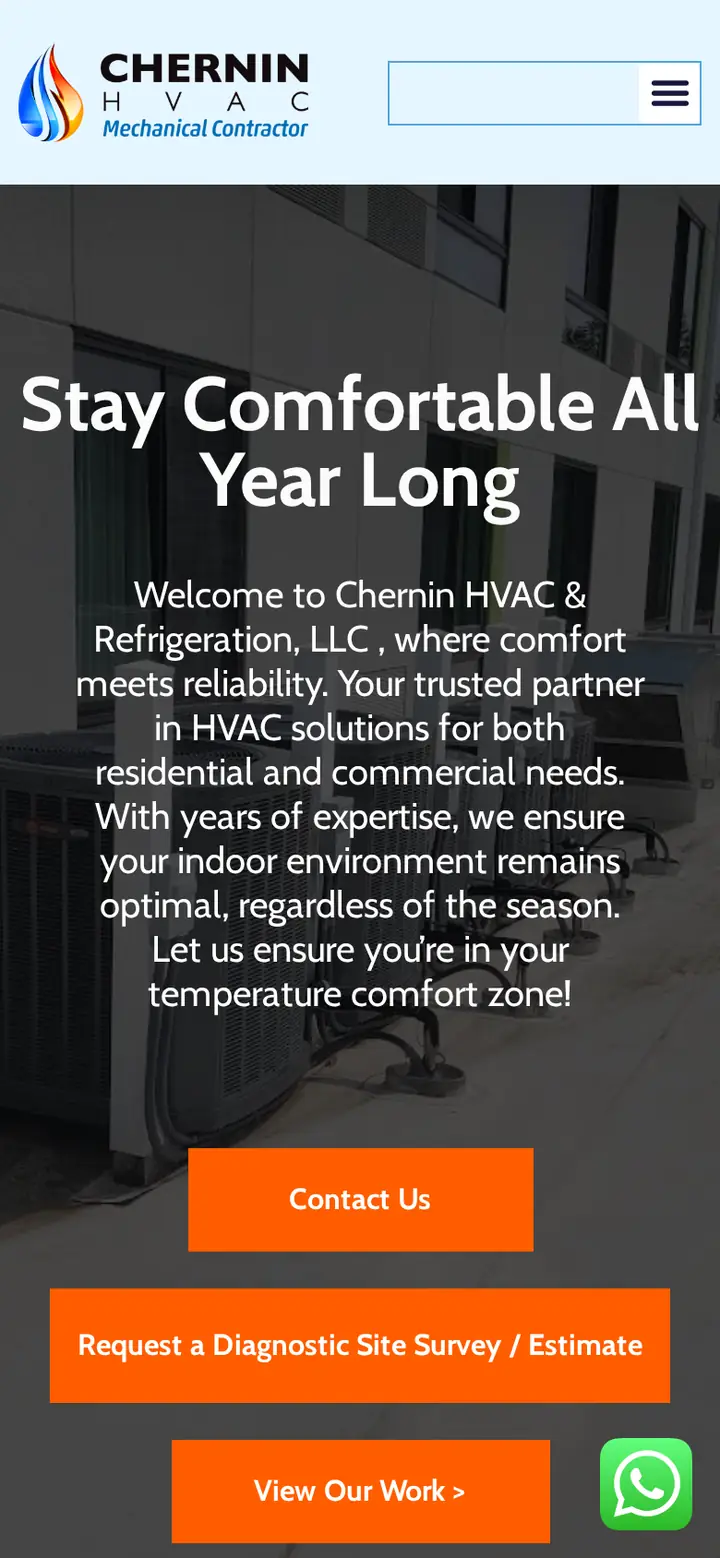 CHERNIN
HVAC
Mechanical Contractor
Stay Comfortable All
Year Long
Welcome to Chernin HVAC &
Refrigeration, LLC , where comfort
meets reliability. Your trusted partner
in HVAC solutions for both
residential and commercial needs.
With years of expertise, we ensure
your indoor environment remains
optimal, regardless of the season.
Let us ensure you’re in your
temperature comfort zone!
Contact Us
Request a Diagnostic Site Survey / Estimate
View Our Work >